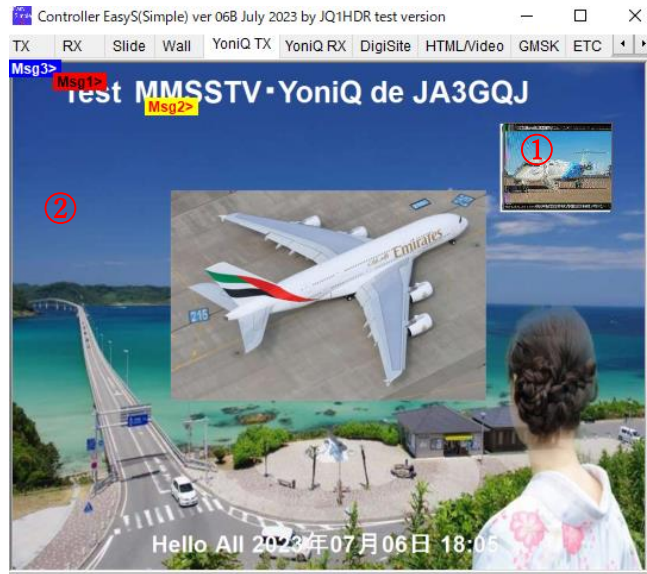 Controller EasyS(Simple) ver 06B July 2023 by JQ1HDR test version
TX RX Slide Wall YoniQ TX YoniQ RX DigiSite HTML/Video GMSK ETC
Msg3>
Msg1>
Test MMSSTV・YoniQ de JA3GQJ
Msg2>
①
②
Emirates
215
Hello All 2023年07月06日 18:05